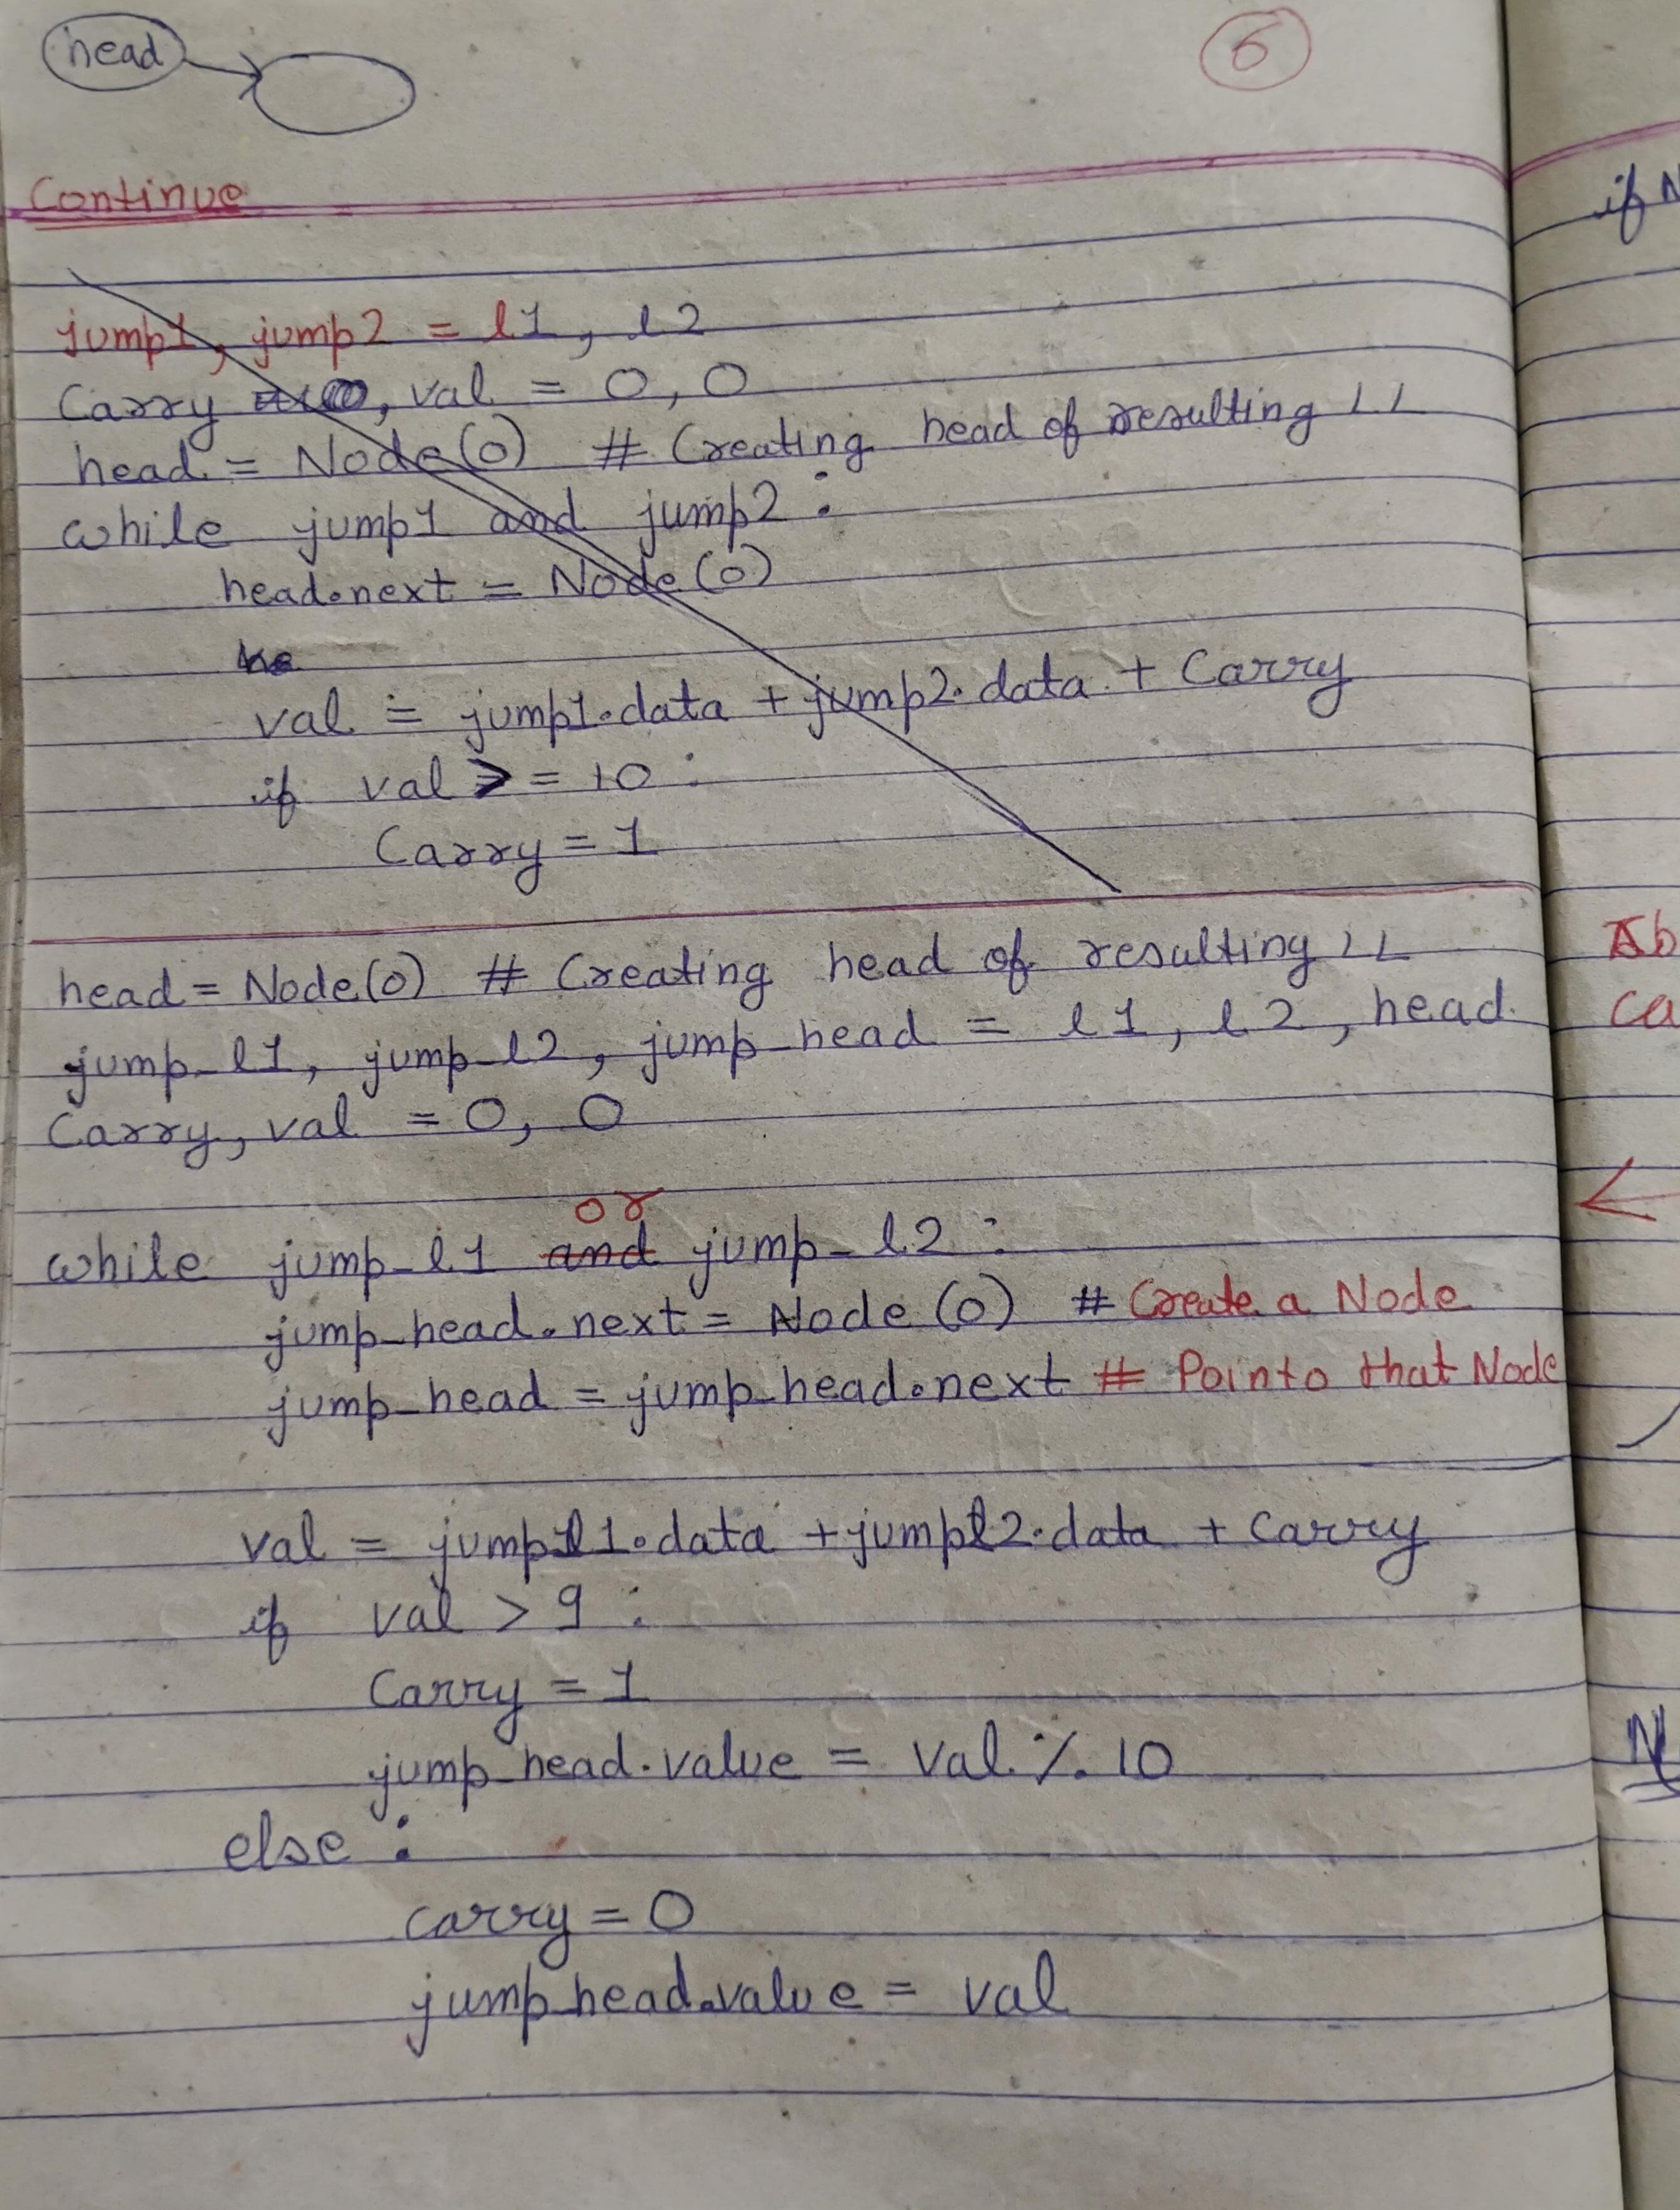 head
6
Continue
jump1, jump2 = l1, l2
Carry , val = 0, 0
head = Node(0) # Creating head of resulting LL
while jump1 and jump2 :
head.next = Node(0)
val = jump1.data + jump2.data + Carry
if val >= 10 :
Carry = 1
head = Node(0) # Creating head of resulting LL
jump_l1, jump_l2, jump_head = l1, l2, head
Carry, val = 0, 0
or
while jump_l1 and jump_l2 :
jump_head.next = Node(0) # Create a Node
jump_head = jump_head.next # Pointo that Node
val = jumpl1.data + jumpl2.data + Carry
if val > 9 :
Carry = 1
jump_head.value = val % 10
else :
carry = 0
jump_head.value = val
if N
Ab
Ca
N